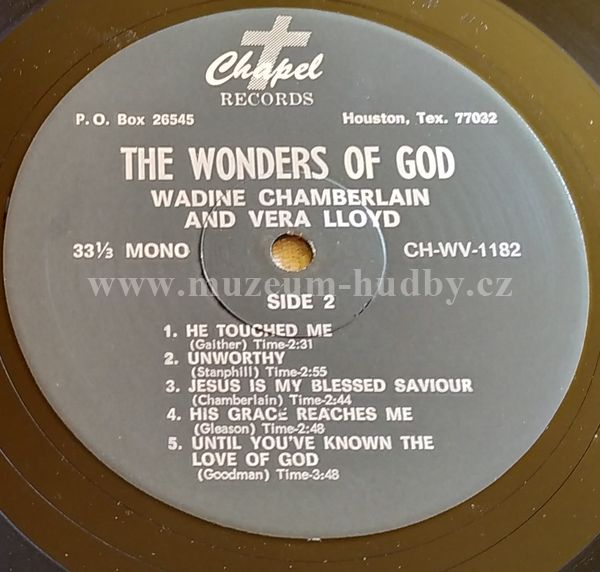 Chapel
RECORDS
P.O. Box 26545 Houston, Tex. 77032
THE WONDERS OF GOD
WADINE CHAMBERLAIN
AND VERA LLOYD
33⅓ MONO CH-WV-1182
www.muzeum-hudby.cz
SIDE 2
1. HE TOUCHED ME
(Gaither) Time-2:31
2. UNWORTHY
(Stanphill) Time-2:55
3. JESUS IS MY BLESSED SAVIOUR
(Chamberlain) Time-2:44
4. HIS GRACE REACHES ME
(Gleason) Time-2:48
5. UNTIL YOU'VE KNOWN THE
LOVE OF GOD
(Goodman) Time-3:48